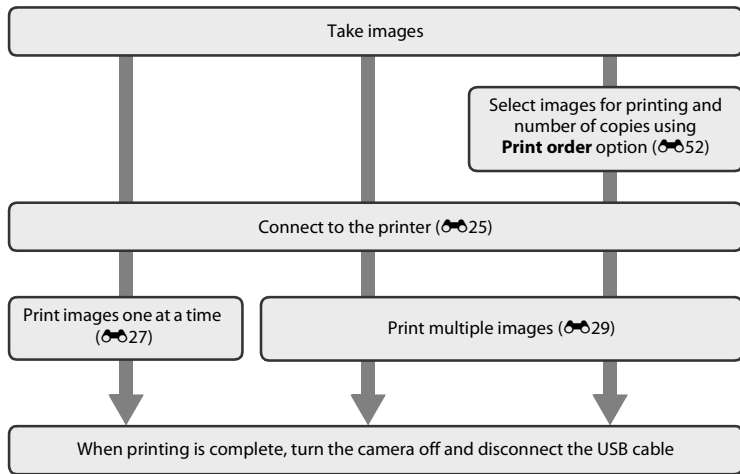 Take images
Select images for printing and
number of copies using
Print order option (52)
Connect to the printer (25)
Print images one at a time
(27)
Print multiple images (29)
When printing is complete, turn the camera off and disconnect the USB cable